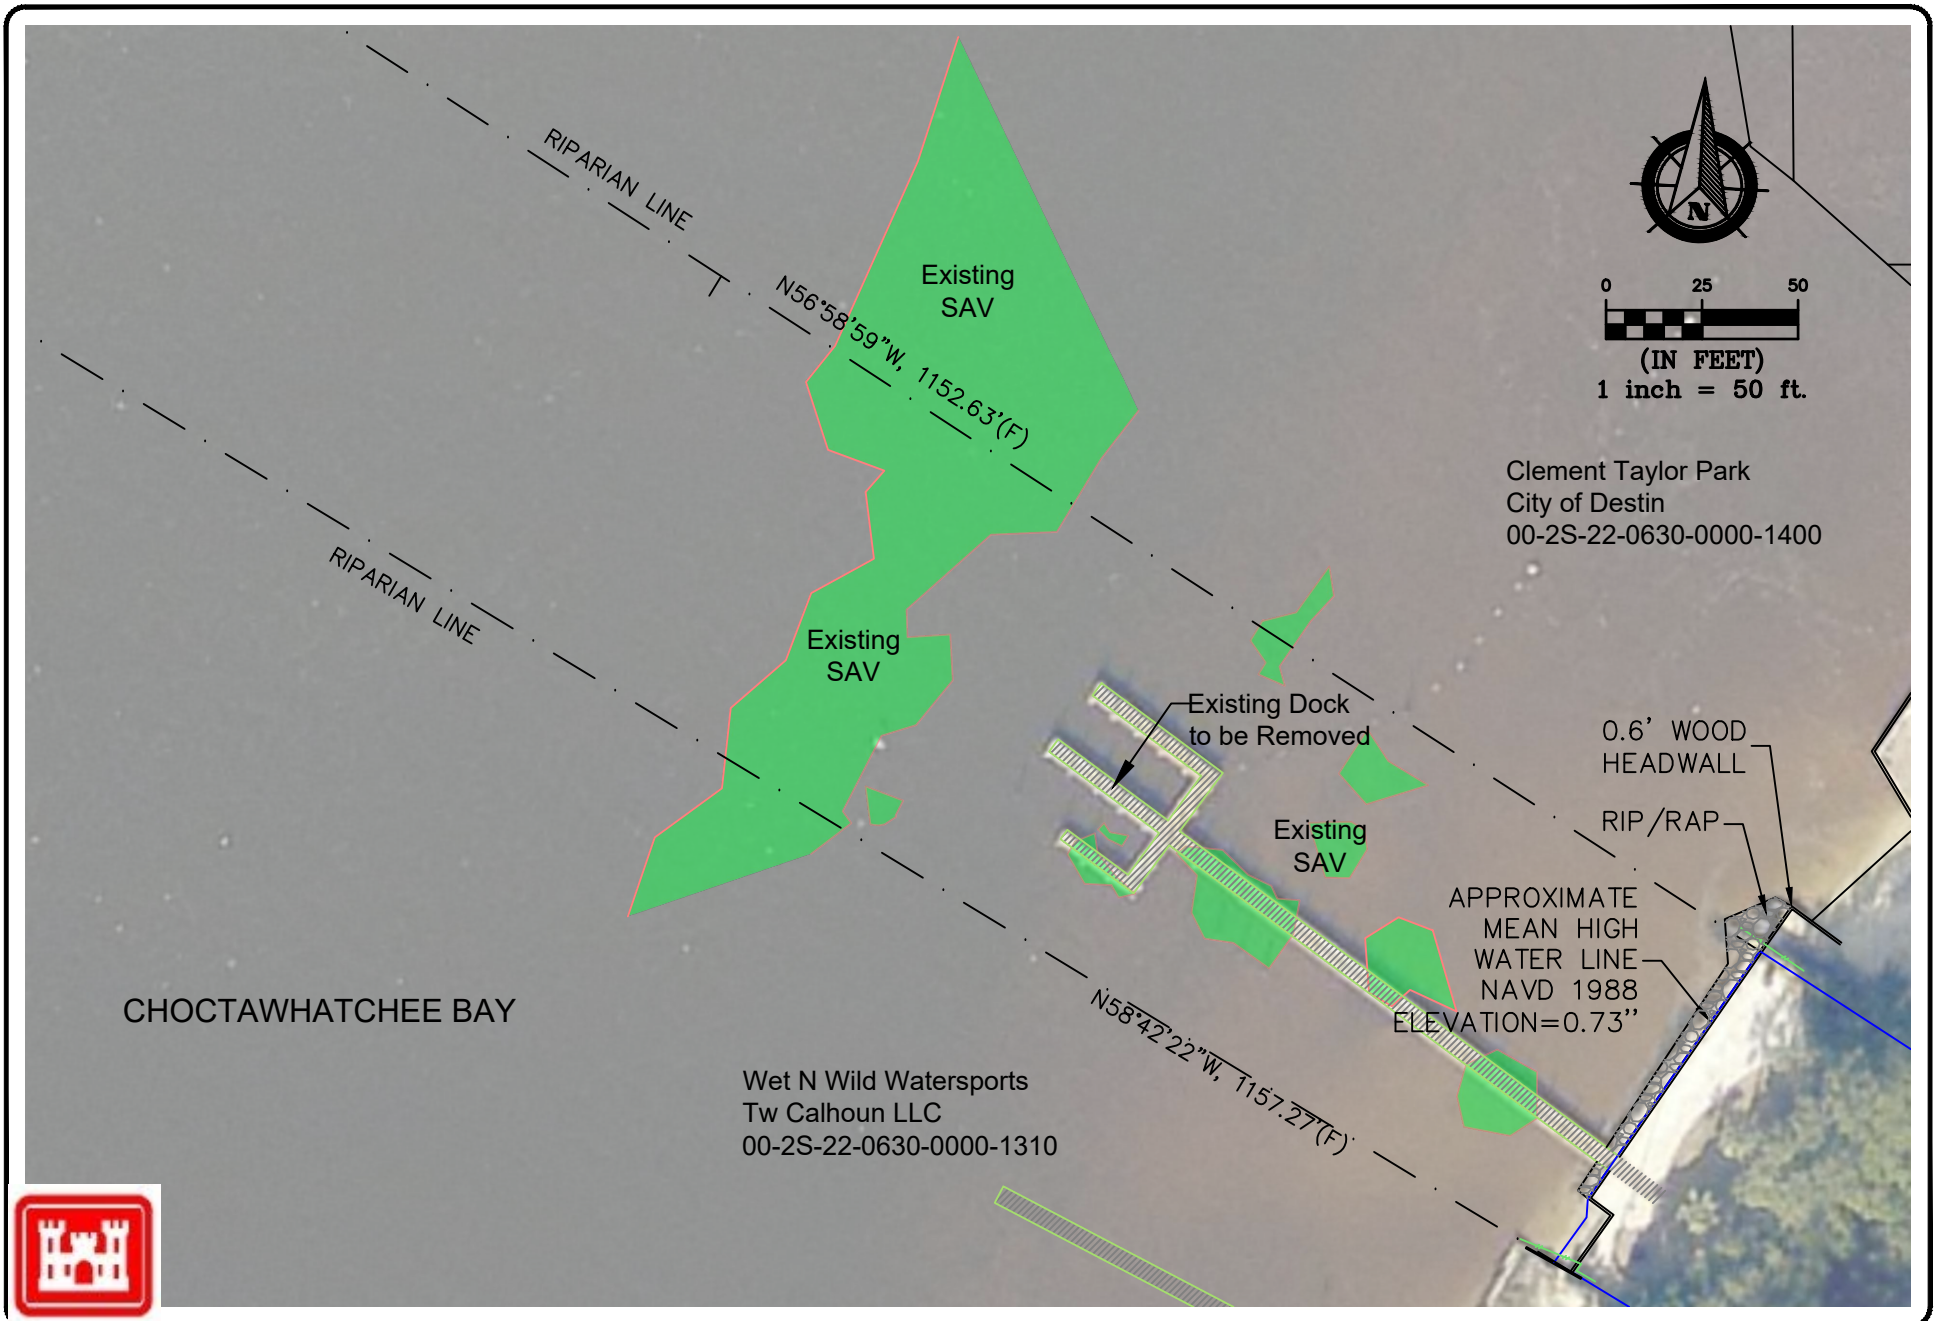 RIPARIAN LINE
N56°58'59"W, 1152.63'(F)
Existing
SAV
N
0 25 50
(IN FEET)
1 inch = 50 ft.
Clement Taylor Park
City of Destin
00-2S-22-0630-0000-1400
RIPARIAN LINE
Existing
SAV
Existing Dock
to be Removed
0.6' WOOD
HEADWALL
RIP/RAP
Existing
SAV
APPROXIMATE
MEAN HIGH
WATER LINE
NAVD 1988
ELEVATION=0.73''
CHOCTAWHATCHEE BAY
N58°42'22"W, 1157.27'(F)
Wet N Wild Watersports
Tw Calhoun LLC
00-2S-22-0630-0000-1310